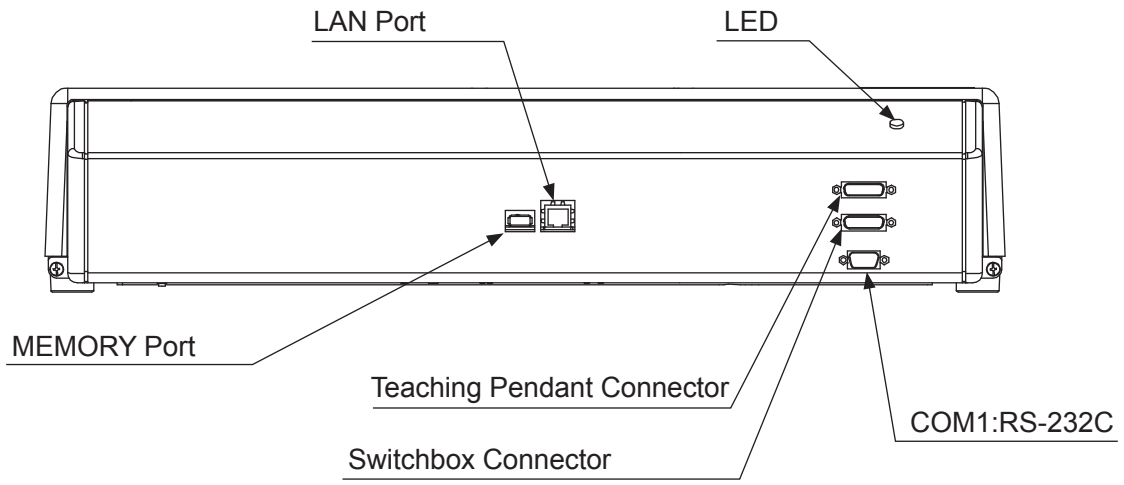 LAN Port
LED
MEMORY Port
Teaching Pendant Connector
COM1:RS-232C
Switchbox Connector